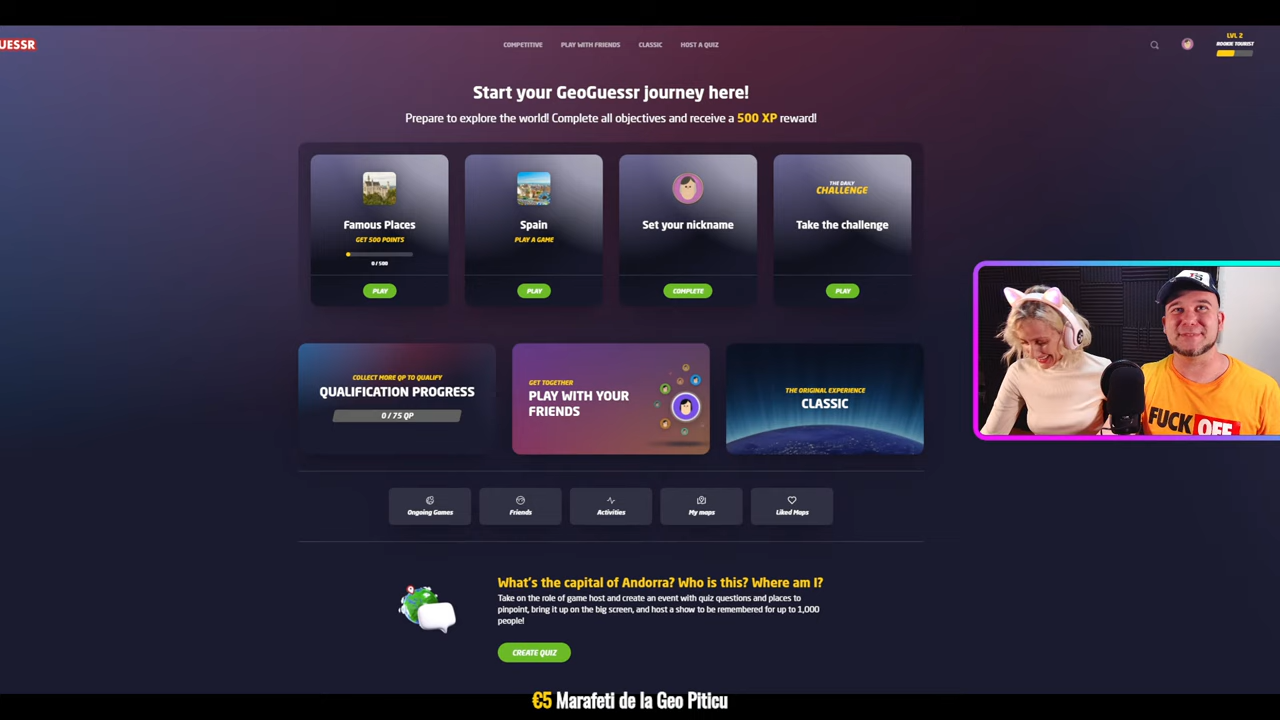 UESSR
COMPETITIVE PLAY WITH FRIENDS CLASSIC HOST A QUIZ
LVL 2
ROOKIE TOURIST
Start your GeoGuessr journey here!
Prepare to explore the world! Complete all objectives and receive a 500 XP reward!
Famous Places
GET 500 POINTS
0 / 500
PLAY
Spain
PLAY A GAME
PLAY
Set your nickname
COMPLETE
THE DAILY
CHALLENGE
Take the challenge
PLAY
COLLECT MORE QP TO QUALIFY
QUALIFICATION PROGRESS
0 / 75 QP
GET TOGETHER
PLAY WITH YOUR
FRIENDS
THE ORIGINAL EXPERIENCE
CLASSIC
FUCK OFF
Ongoing Games
Friends
Activities
My maps
Liked Maps
What's the capital of Andorra? Who is this? Where am I?
Take on the role of game host and create an event with quiz questions and places to
pinpoint, bring it up on the big screen, and host a show to be remembered for up to 1,000
people!
CREATE QUIZ
€5 Marafeti de la Geo Piticu